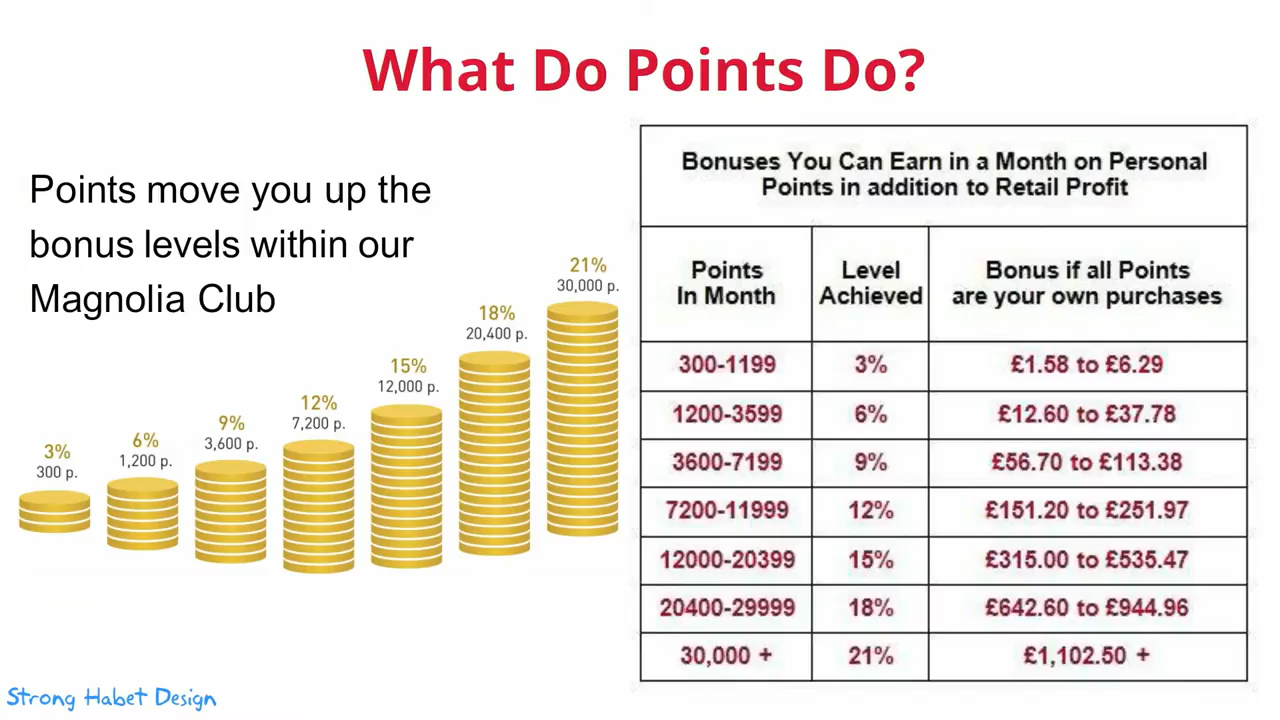 What Do Points Do?
Points move you up the
bonus levels within our
Magnolia Club
3%
300 p.
6%
1,200 p.
9%
3,600 p.
12%
7,200 p.
15%
12,000 p.
18%
20,400 p.
21%
30,000 p.
Bonuses You Can Earn in a Month on Personal
Points in addition to Retail Profit
Points
In Month
Level
Achieved
Bonus if all Points
are your own purchases
300-1199 3% £1.58 to £6.29
1200-3599 6% £12.60 to £37.78
3600-7199 9% £56.70 to £113.38
7200-11999 12% £151.20 to £251.97
12000-20399 15% £315.00 to £535.47
20400-29999 18% £642.60 to £944.96
30,000 + 21% £1,102.50 +
Strong Habet Design